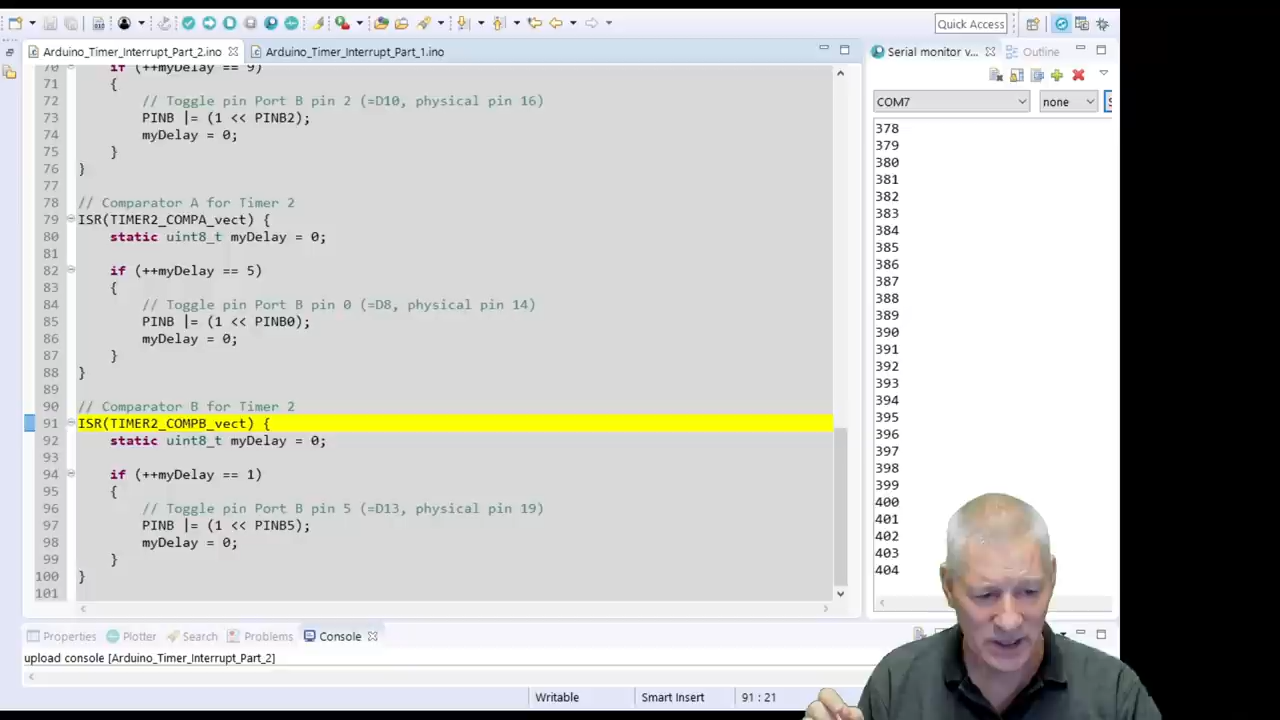 Quick Access
Arduino_Timer_Interrupt_Part_2.ino
Arduino_Timer_Interrupt_Part_1.ino
Serial monitor v...
Outline
COM7
none
70 if (++myDelay == 9)
71 {
72 // Toggle pin Port B pin 2 (=D10, physical pin 16)
73 PINB |= (1 << PINB2);
74 myDelay = 0;
75 }
76 }
77
78 // Comparator A for Timer 2
79 ISR(TIMER2_COMPA_vect) {
80 static uint8_t myDelay = 0;
81
82 if (++myDelay == 5)
83 {
84 // Toggle pin Port B pin 0 (=D8, physical pin 14)
85 PINB |= (1 << PINB0);
86 myDelay = 0;
87 }
88 }
89
90 // Comparator B for Timer 2
91 ISR(TIMER2_COMPB_vect) {
92 static uint8_t myDelay = 0;
93
94 if (++myDelay == 1)
95 {
96 // Toggle pin Port B pin 5 (=D13, physical pin 19)
97 PINB |= (1 << PINB5);
98 myDelay = 0;
99 }
100 }
101
378
379
380
381
382
383
384
385
386
387
388
389
390
391
392
393
394
395
396
397
398
399
400
401
402
403
404
Properties Plotter Search Problems Console
upload console [Arduino_Timer_Interrupt_Part_2]
Writable Smart Insert 91 : 21